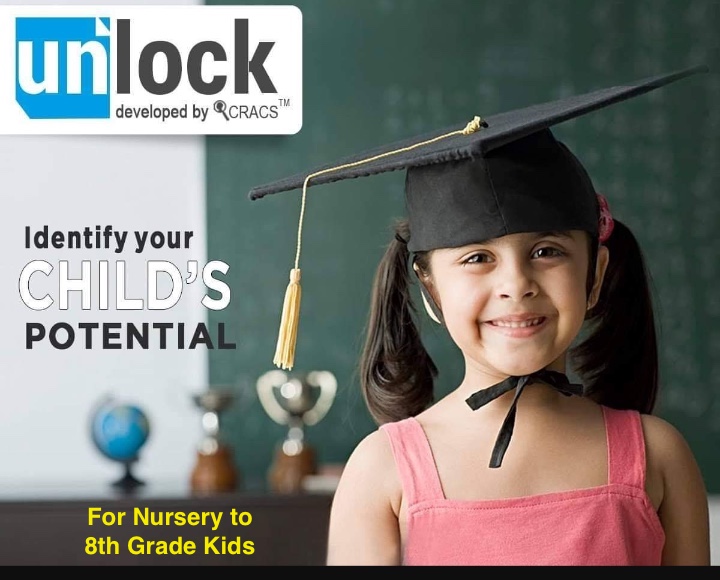 unlock
developed by CRACS™
Identify your
CHILD'S
POTENTIAL
For Nursery to
8th Grade Kids